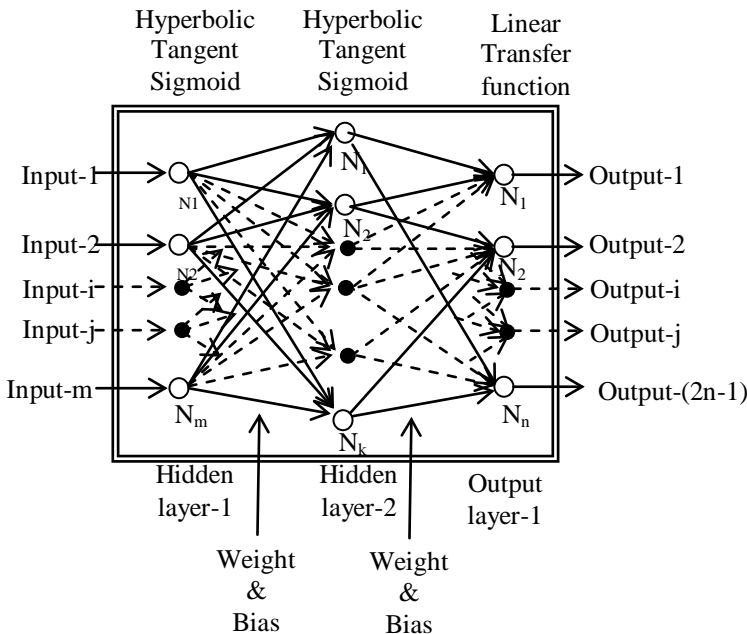 Hyperbolic
Tangent
Sigmoid
Hyperbolic
Tangent
Sigmoid
Linear
Transfer
function
Input-1
Input-2
Input-i
Input-j
Input-m
N1
N2
Nₘ
N₁
N₂
Nₖ
N₁
N₂
Nₙ
Output-1
Output-2
Output-i
Output-j
Output-(2n-1)
Hidden
layer-1
Hidden
layer-2
Output
layer-1
Weight
&
Bias
Weight
&
Bias